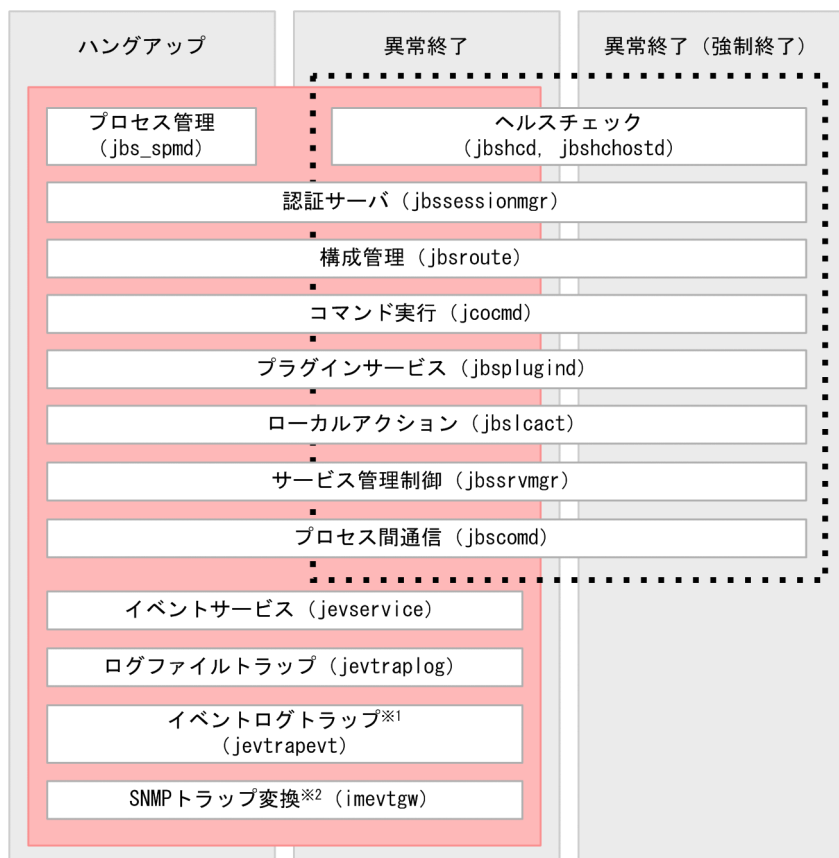 ハングアップ
異常終了
異常終了（強制終了）
プロセス管理
（jbs_spmd）
ヘルスチェック
（jbshcd, jbshchostd）
認証サーバ（jbssessionmgr）
構成管理（jbsroute）
コマンド実行（jcocmd）
プラグインサービス（jbsplugind）
ローカルアクション（jbslcact）
サービス管理制御（jbssrvmgr）
プロセス間通信（jbscomd）
イベントサービス（jevservice）
ログファイルトラップ（jevtraplog）
イベントログトラップ※1
（jevtrapevt）
SNMPトラップ変換※2（imevtgw）